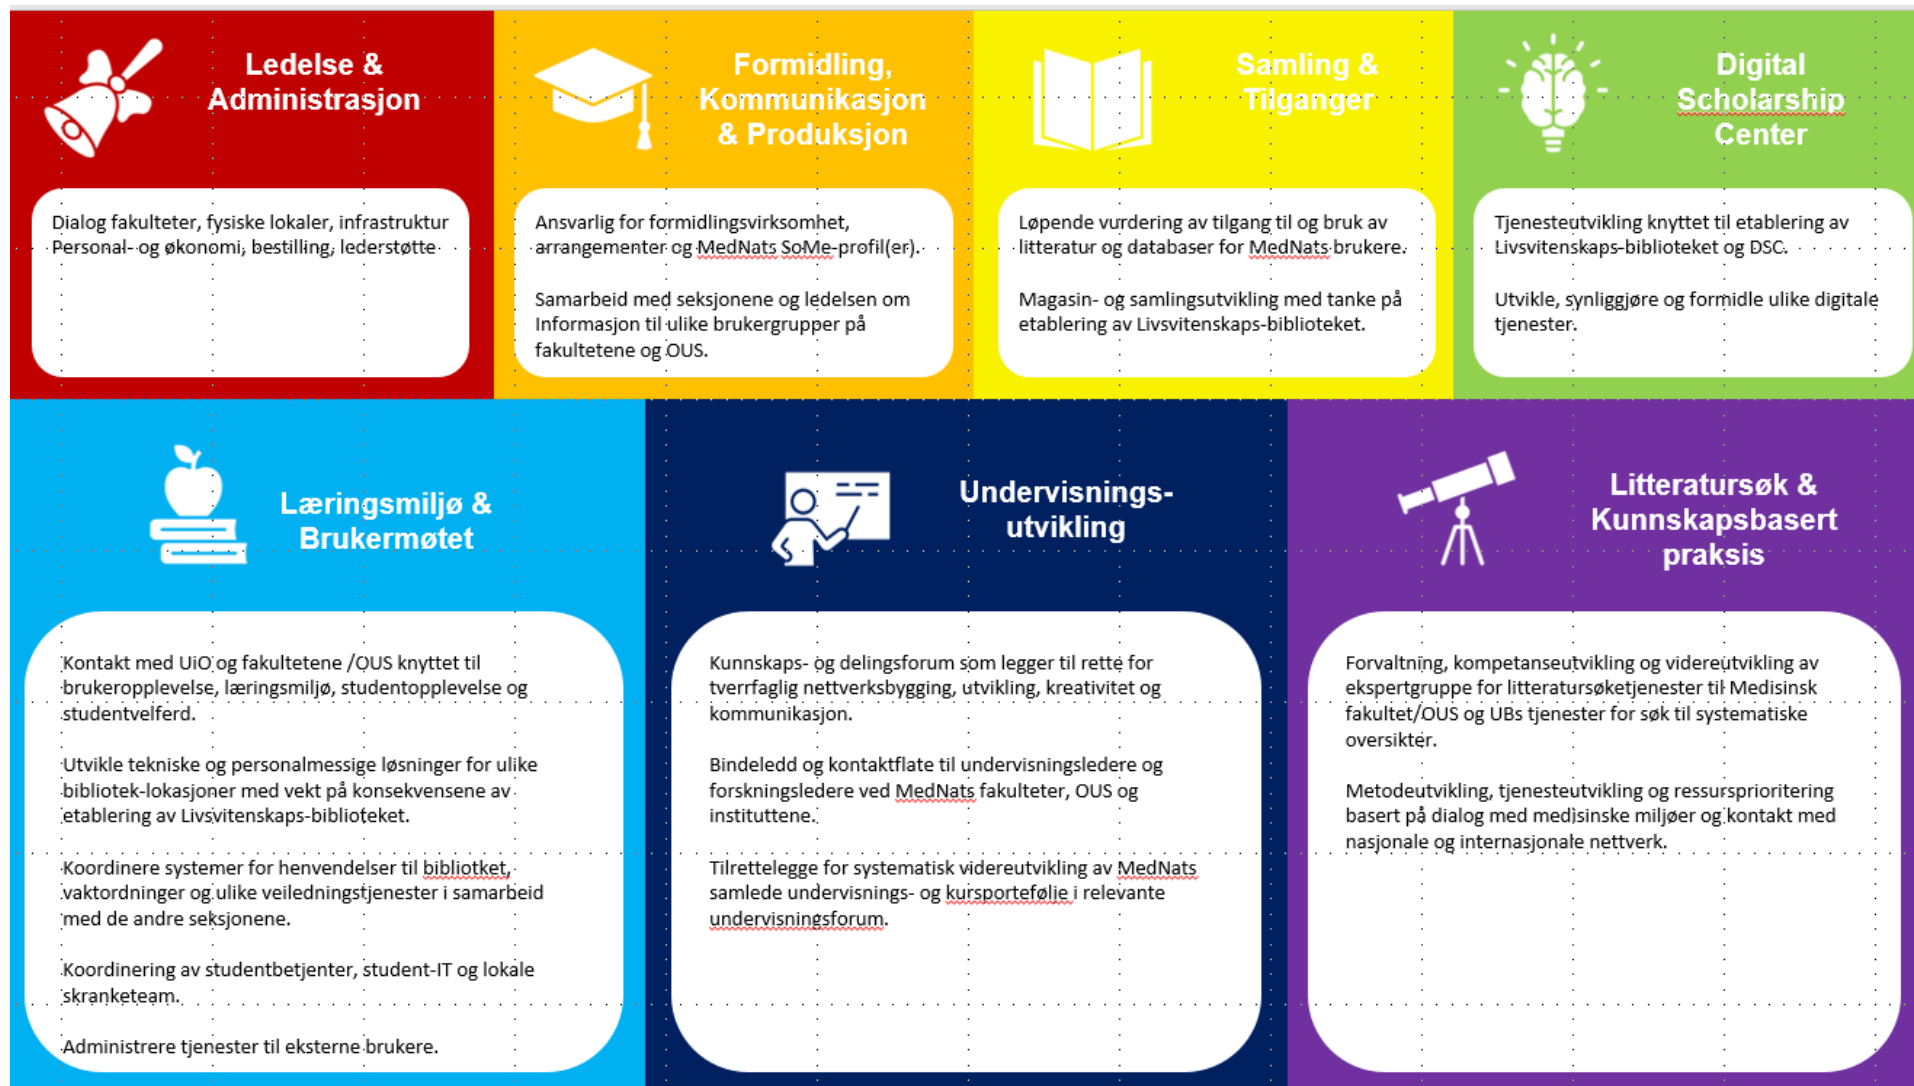 Ledelse &
Administrasjon
Dialog fakulteter, fysiske lokaler, infrastruktur
Personal- og økonomi, bestilling, lederstøtte
Formidling,
Kommunikasjon
& Produksjon
Ansvarlig for formidlingsvirksomhet,
arrangementer og MedNats SoMe-profil(er).
Samarbeid med seksjonene og ledelsen om
Informasjon til ulike brukergrupper på
fakultetene og OUS.
Samling &
Tilganger
Løpende vurdering av tilgang til og bruk av
litteratur og databaser for MedNats brukere.
Magasin- og samlingsutvikling med tanke på
etablering av Livsvitenskaps-biblioteket.
Digital
Scholarship
Center
Tjenesteutvikling knyttet til etablering av
Livsvitenskaps-biblioteket og DSC.
Utvikle, synliggjøre og formidle ulike digitale
tjenester.
Læringsmiljø &
Brukermøtet
Kontakt med UiO og fakultetene /OUS knyttet til
brukeropplevelse, læringsmiljø, studentopplevelse og
studentvelferd.
Utvikle tekniske og personalmessige løsninger for ulike
bibliotek-lokasjoner med vekt på konsekvensene av
etablering av Livsvitenskaps-biblioteket.
Koordinere systemer for henvendelser til bibliotket,
vaktordninger og ulike veiledningstjenester i samarbeid
med de andre seksjonene.
Koordinering av studentbetjenter, student-IT og lokale
skranketeam.
Administrere tjenester til eksterne brukere.
Undervisnings-
utvikling
Kunnskaps- og delingsforum som legger til rette for
tverrfaglig nettverksbygging, utvikling, kreativitet og
kommunikasjon.
Bindeledd og kontaktflate til undervisningsledere og
forskningsledere ved MedNats fakulteter, OUS og
instituttene.
Tilrettelegge for systematisk videreutvikling av MedNats
samlede undervisnings- og kursportefølje i relevante
undervisningsforum.
Litteratursøk &
Kunnskapsbasert
praksis
Forvaltning, kompetanseutvikling og videreutvikling av
ekspertgruppe for litteratursøketjenester til Medisinsk
fakultet/OUS og UBs tjenester for søk til systematiske
oversikter.
Metodeutvikling, tjenesteutvikling og ressursprioritering
basert på dialog med medisinske miljøer og kontakt med
nasjonale og internasjonale nettverk.